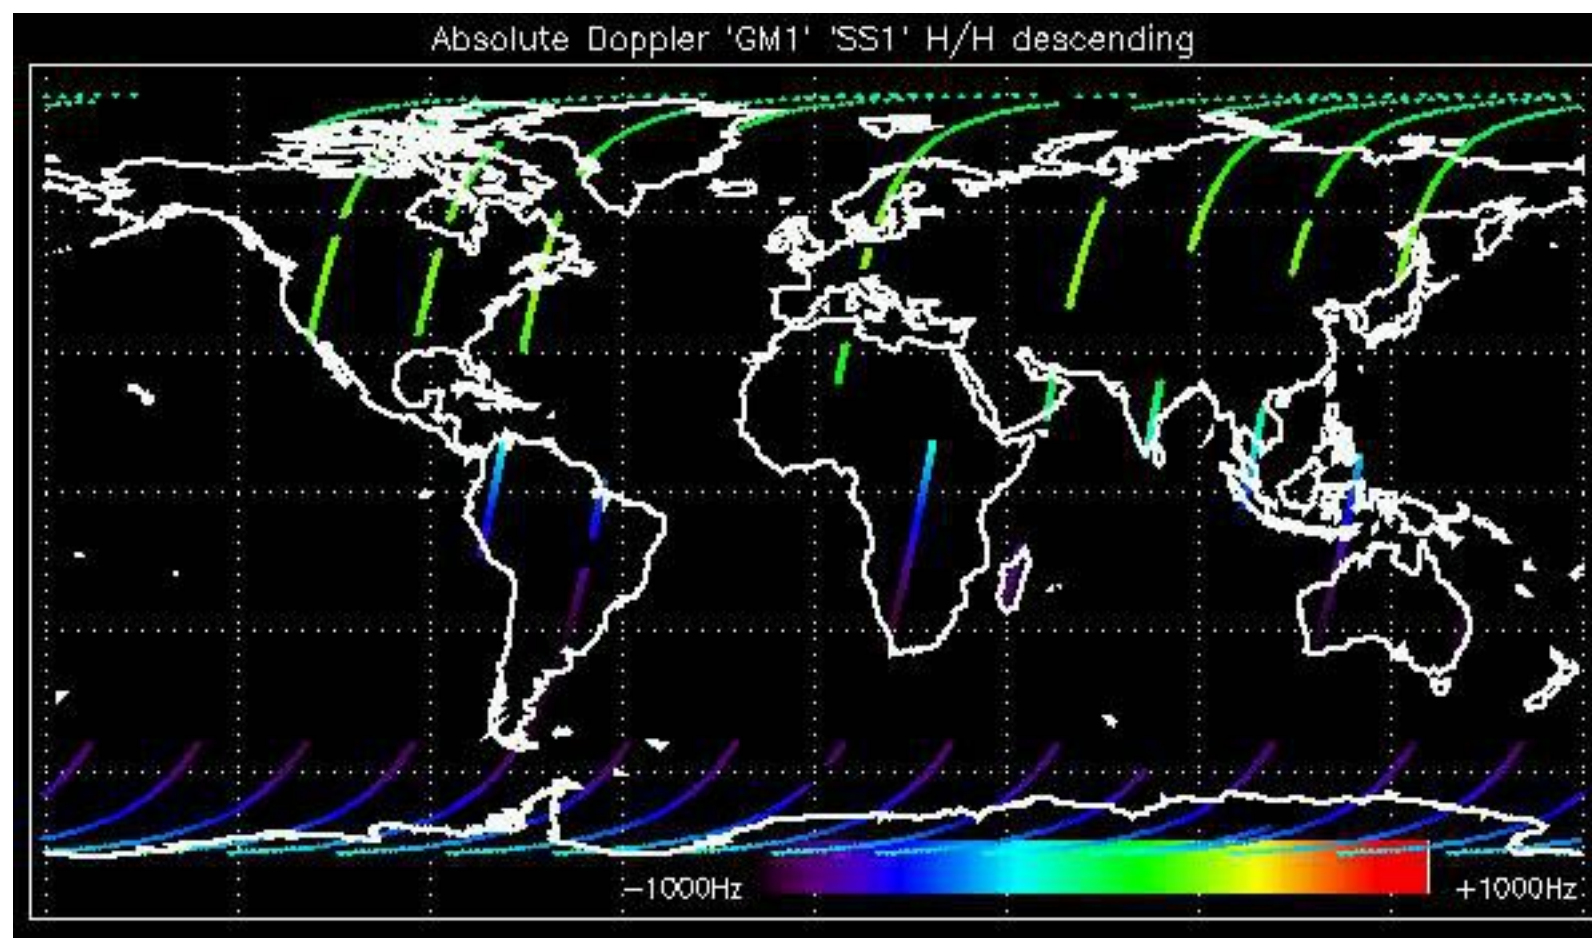 Absolute Doppler 'GM1' 'SS1' H/H descending
−1000Hz +1000Hz